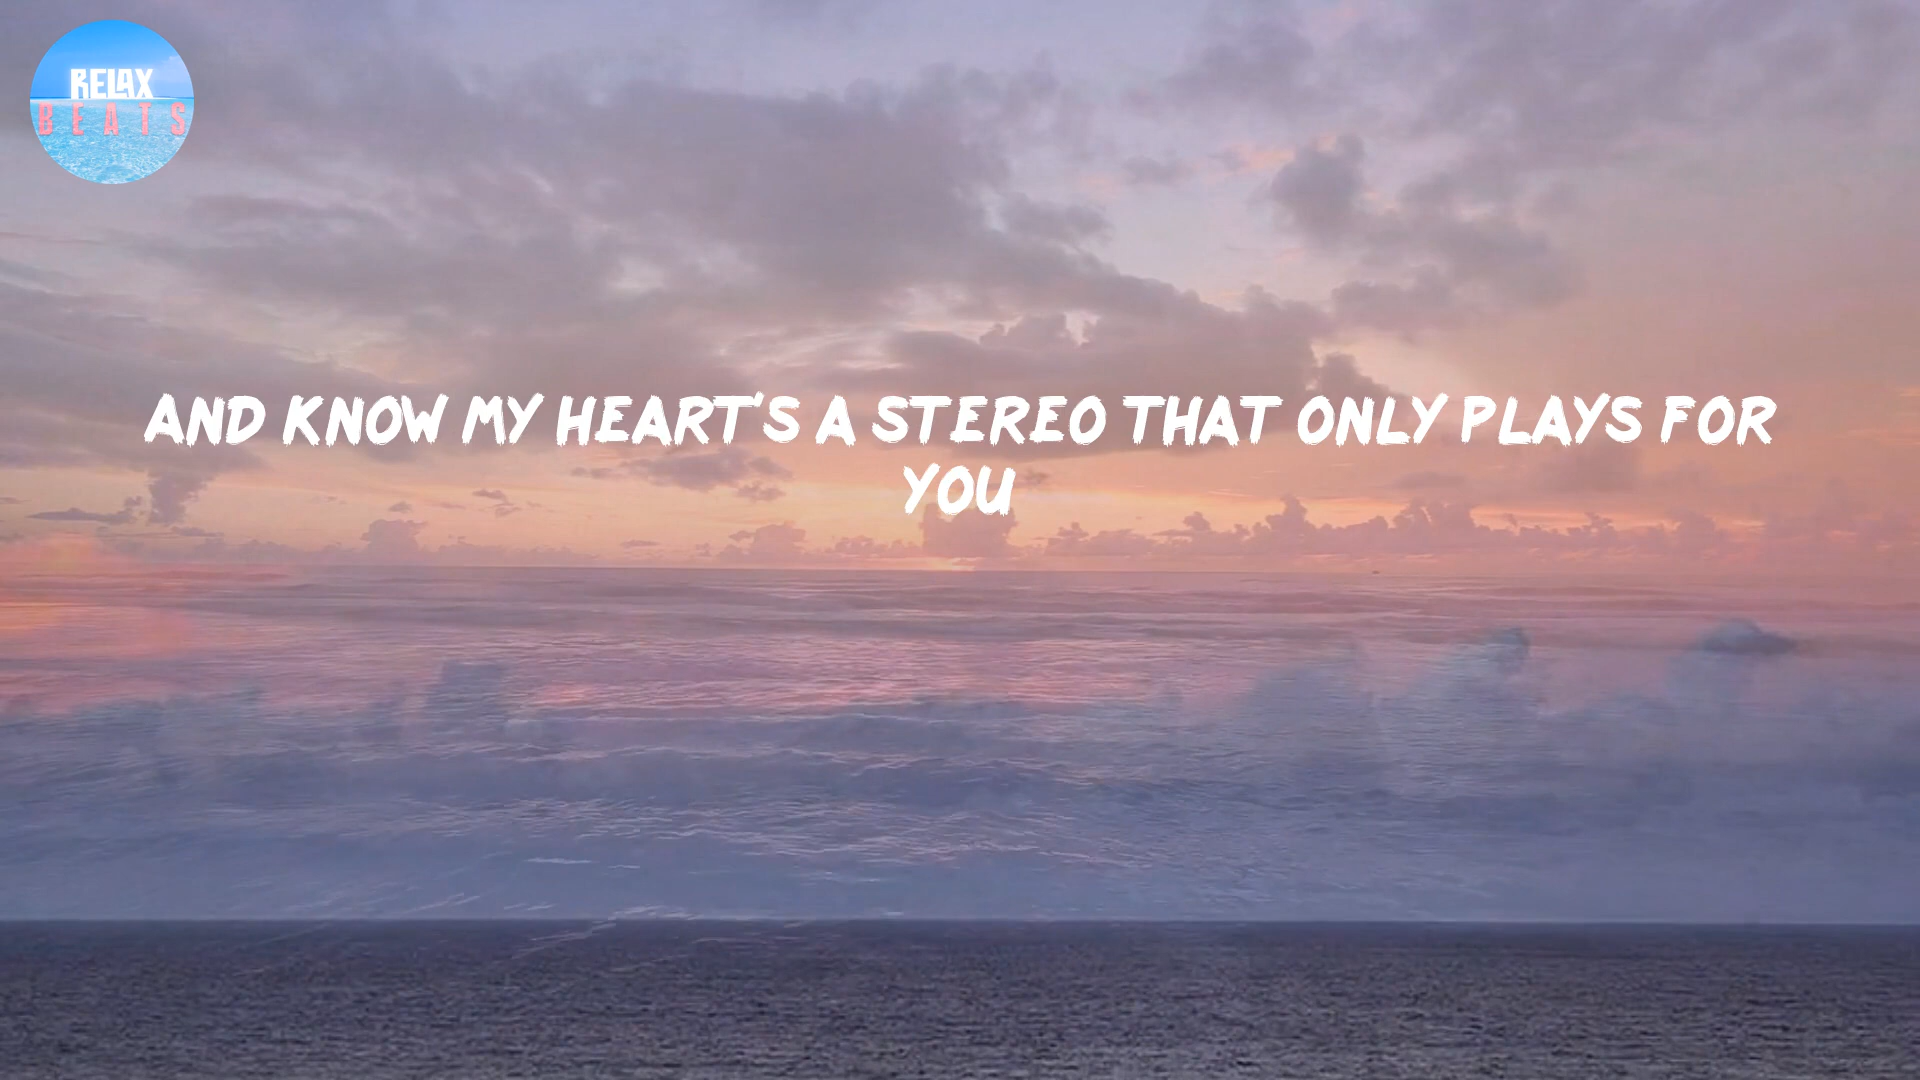 RELAX
BEATS
AND KNOW MY HEART'S A STEREO THAT ONLY PLAYS FOR
YOU